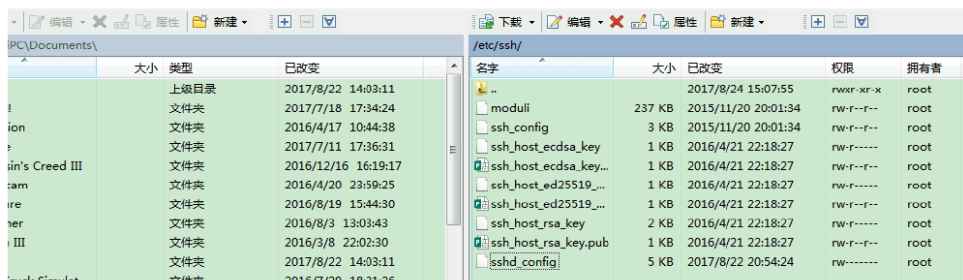 编辑 属性 新建
下载 编辑 属性 新建
iPC\Documents\
/etc/ssh/
大小 类型 已改变
名字 大小 已改变 权限 拥有者
上级目录 2017/8/22 14:03:11
.. 2017/8/24 15:07:55 rwxr-xr-x root
文件夹 2017/7/18 17:34:24
moduli 237 KB 2015/11/20 20:01:34 rw-r--r-- root
sion 文件夹 2016/4/17 10:44:38
ssh_config 3 KB 2015/11/20 20:01:34 rw-r--r-- root
文件夹 2017/7/11 17:36:31
ssh_host_ecdsa_key 1 KB 2016/4/21 22:18:27 rw-r----- root
sin's Creed III 文件夹 2016/12/16 16:19:17
ssh_host_ecdsa_key... 1 KB 2016/4/21 22:18:27 rw-r--r-- root
cam 文件夹 2016/4/20 23:59:25
ssh_host_ed25519_... 1 KB 2016/4/21 22:18:27 rw-r----- root
are 文件夹 2016/8/19 15:44:30
ssh_host_ed25519_... 1 KB 2016/4/21 22:18:27 rw-r--r-- root
her 文件夹 2016/8/3 13:03:43
ssh_host_rsa_key 2 KB 2016/4/21 22:18:27 rw-r----- root
III 文件夹 2016/3/8 22:02:30
ssh_host_rsa_key.pub 1 KB 2016/4/21 22:18:27 rw-r--r-- root
文件夹 2017/8/22 14:03:11
sshd_config 5 KB 2017/8/22 20:54:24 rw------- root
文件夹